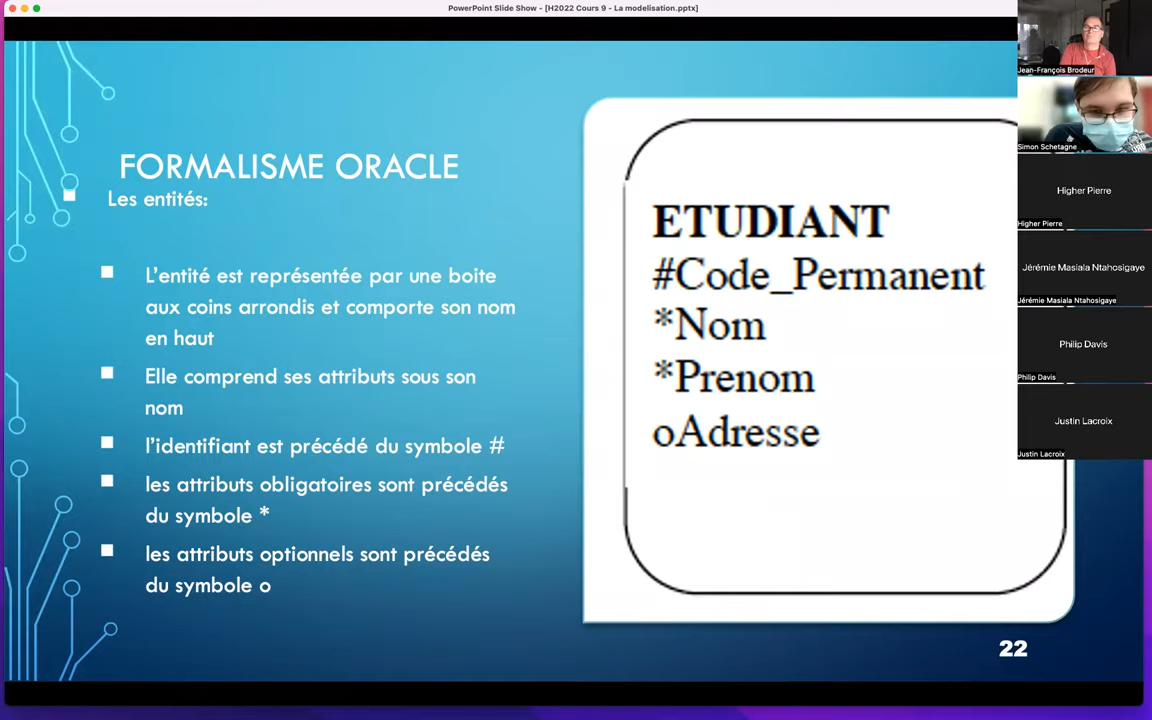 PowerPoint Slide Show - [H2022 Cours 9 - La modelisation.pptx]
FORMALISME ORACLE
Les entités:
L'entité est représentée par une boite
aux coins arrondis et comporte son nom
en haut
Elle comprend ses attributs sous son
nom
l'identifiant est précédé du symbole #
les attributs obligatoires sont précédés
du symbole *
les attributs optionnels sont précédés
du symbole o
ETUDIANT
#Code_Permanent
*Nom
*Prenom
oAdresse
22
Jean-François Brodeur
Simon Schetagne
Higher Pierre
Higher Pierre
Jérémie Masiala Ntahosigaye
Jérémie Masiala Ntahosigaye
Philip Davis
Philip Davis
Justin Lacroix
Justin Lacroix